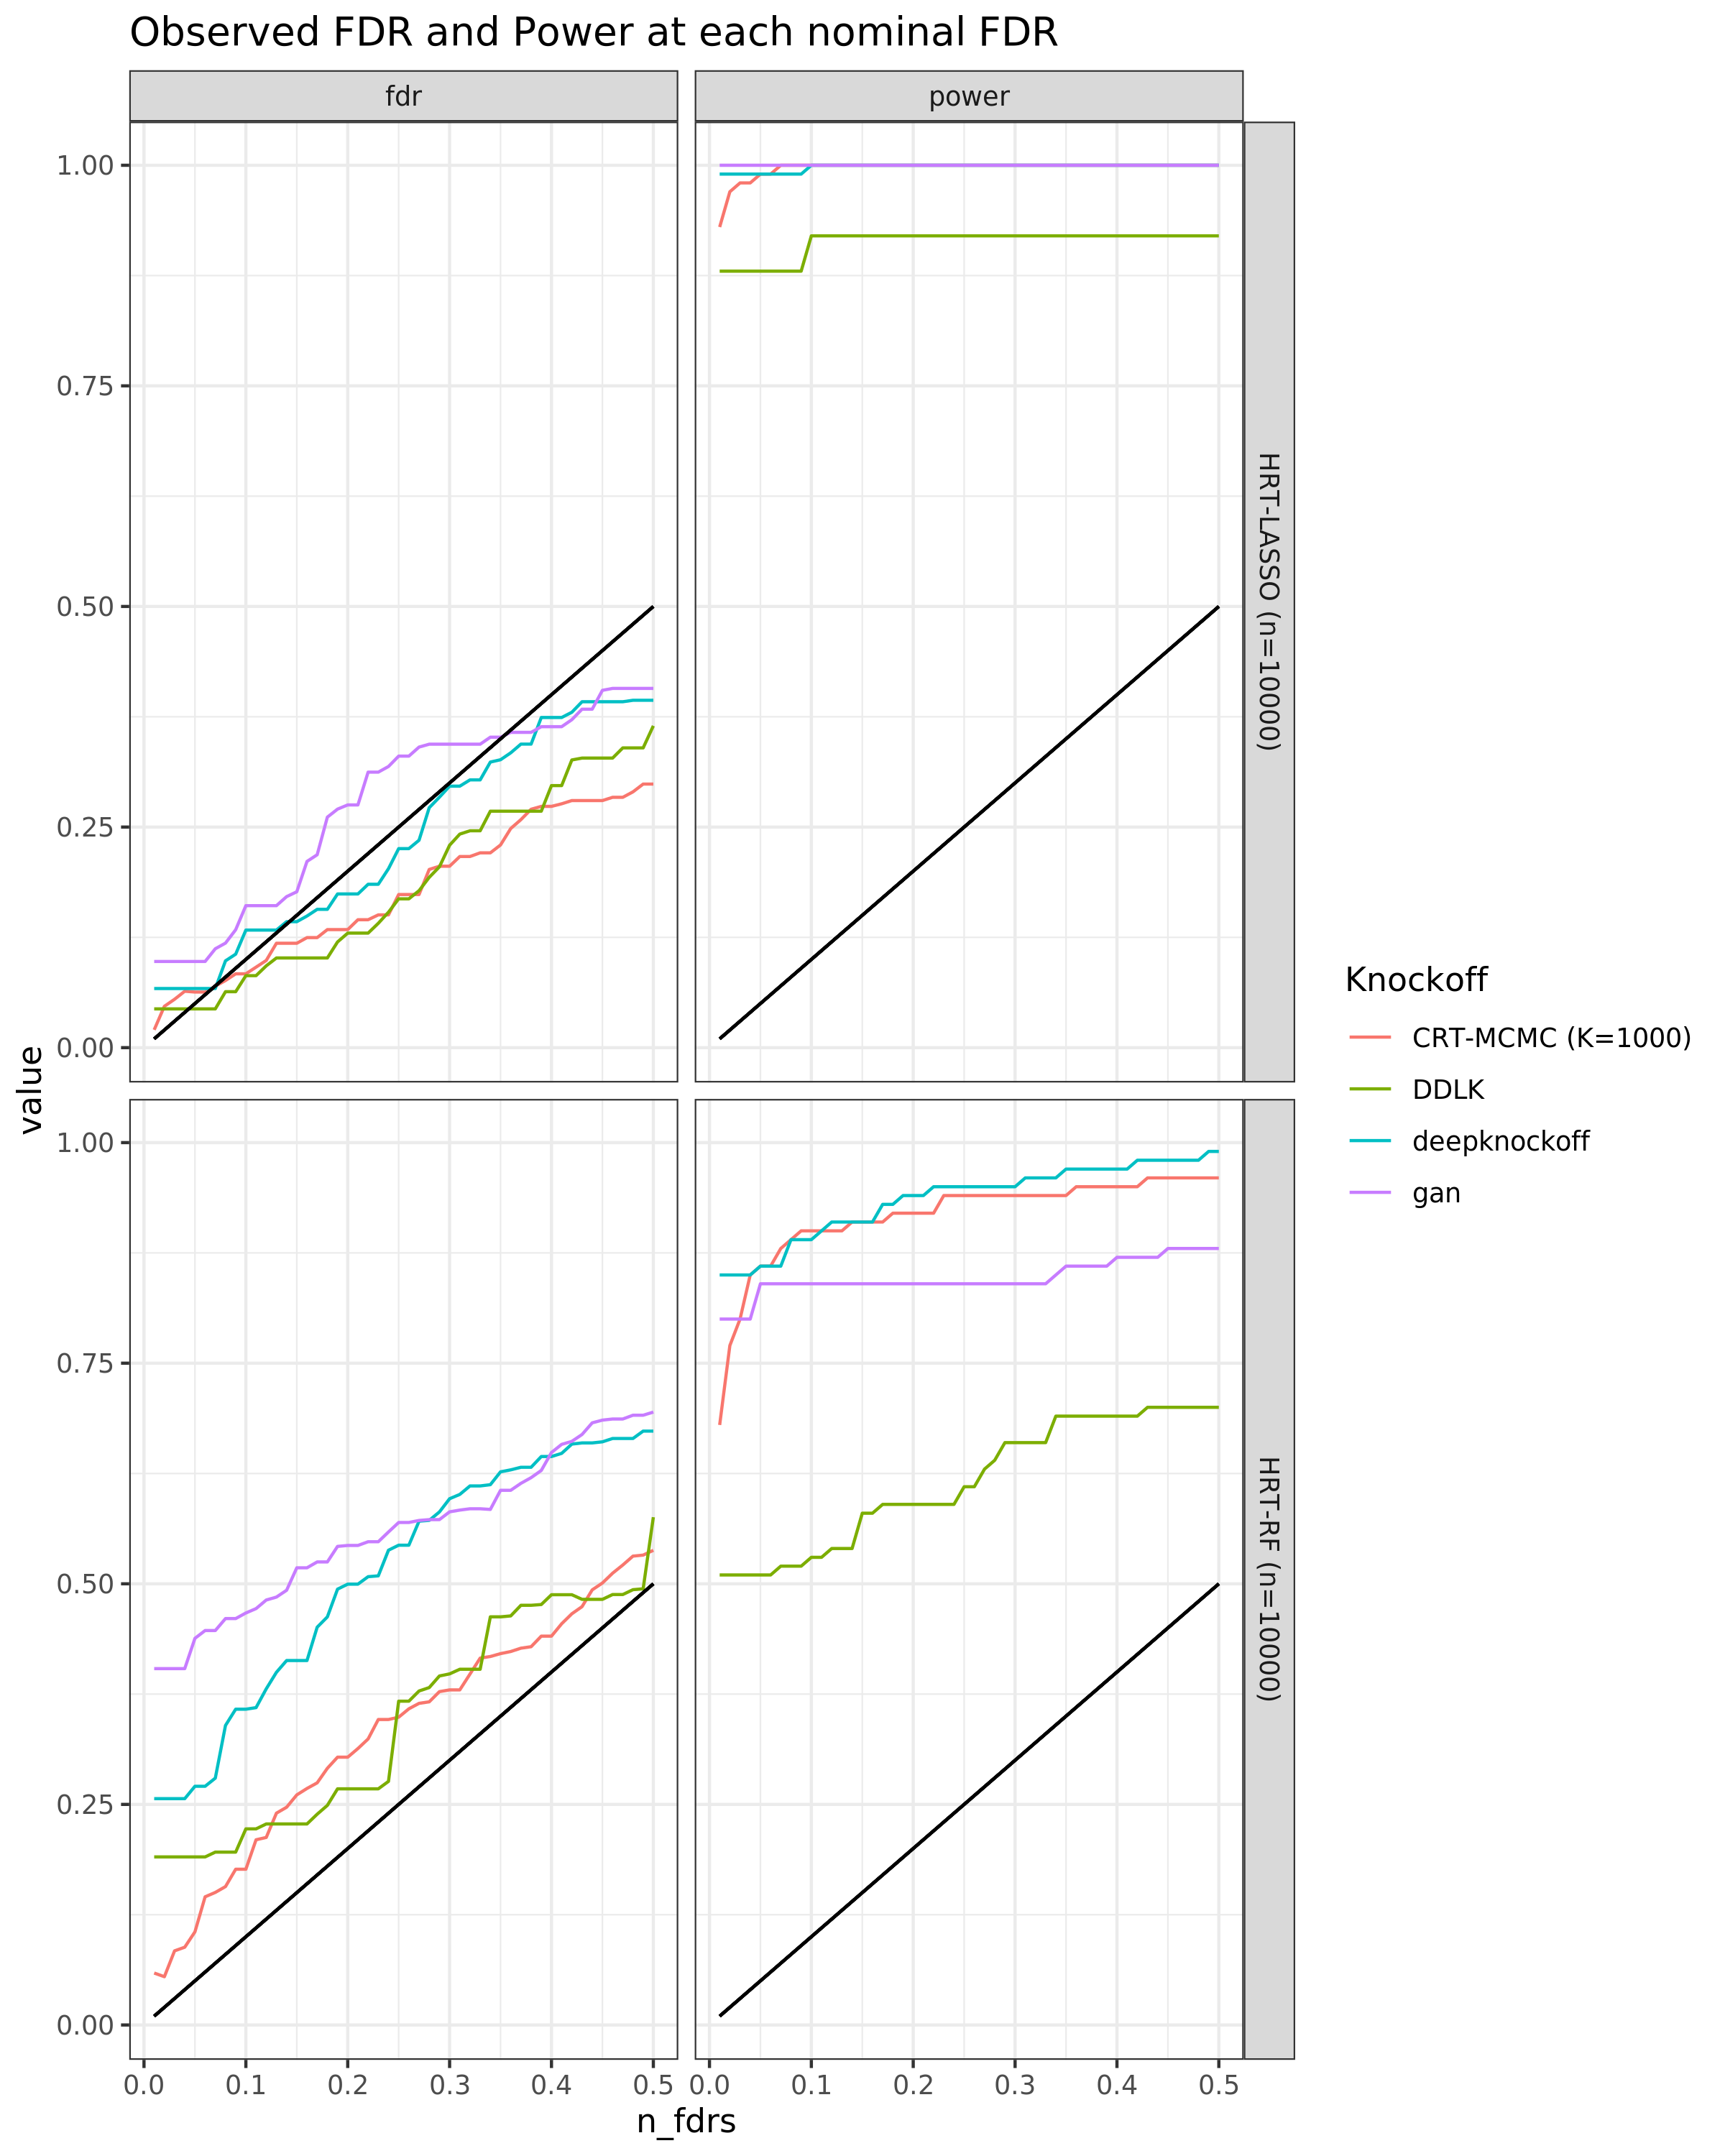 Observed FDR and Power at each nominal FDR
fdr
power
1.00
0.75
0.50
0.25
0.00
HRT-LASSO (n=10000)
value
1.00
0.75
0.50
0.25
0.00
HRT-RF (n=10000)
0.0 0.1 0.2 0.3 0.4 0.5
0.0 0.1 0.2 0.3 0.4 0.5
n_fdrs
Knockoff
CRT-MCMC (K=1000)
DDLK
deepknockoff
gan